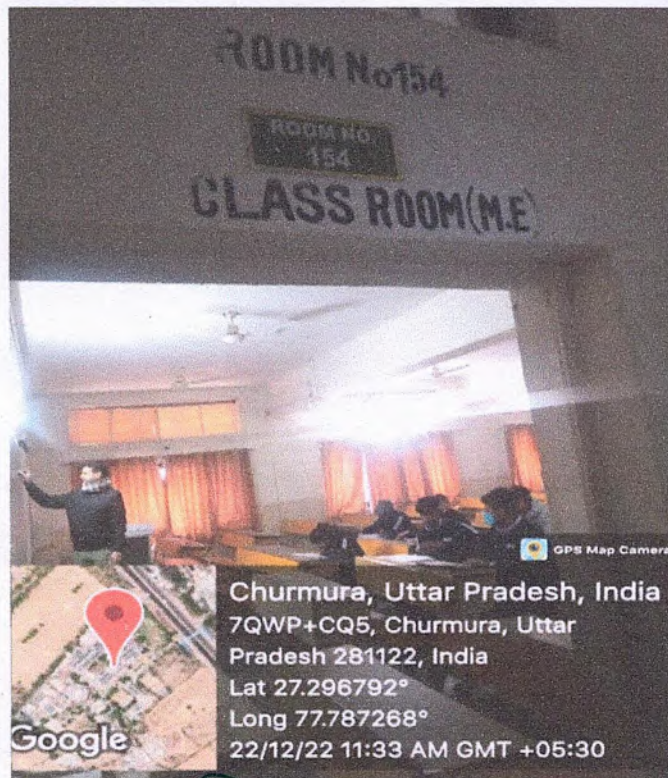 ROOM No154
ROOM NO.
154
CLASS ROOM(M.E)
GPS Map Camera
Churmura, Uttar Pradesh, India
7QWP+CQ5, Churmura, Uttar
Pradesh 281122, India
Lat 27.296792°
Long 77.787268°
22/12/22 11:33 AM GMT +05:30
Google